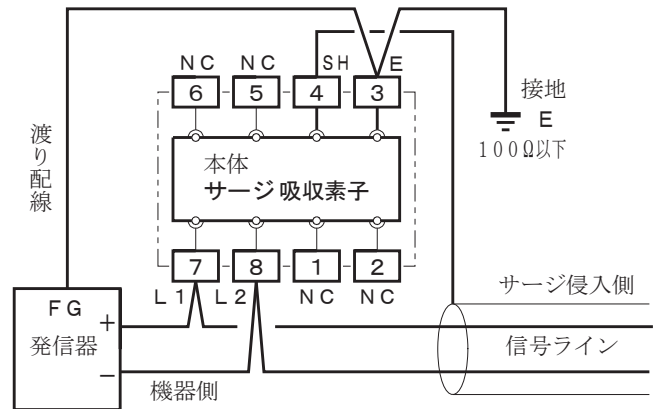 NC NC SH E
6 5 4 3
接地
E
100Ω以下
渡り配線
本体
サージ吸収素子
7 8 1 2
L1 L2 NC NC
サージ侵入側
FG
+
発信器
信号ライン
−
機器側